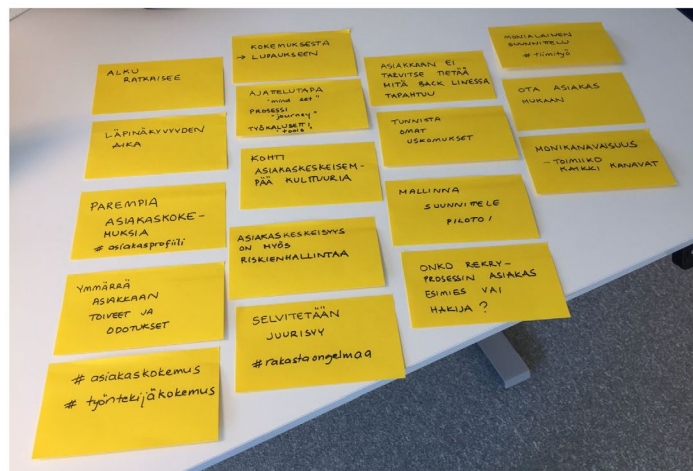 ALKU
RATKAISEE
LÄPINÄKYVYYDEN
AIKA
PAREMPIA
ASIAKASKOKE-
MUKSIA
#asiakasprofiili
YMMÄRRÄ
ASIAKKAAN
TOIVEET JA
ODOTUKSET
# asiakaskokemus
# työntekijäkokemus
KOKEMUKSESTA
→ LUPAUKSEEN
AJATTELUTAPA
"mind set"
PROSESSI
"journey"
TYÖKALUSETTI,
"tools"
KOHTI
ASIAKASKESKEISEM-
PÄÄ KULTTUURIA
ASIAKASKESKEISYYS
ON MYÖS
RISKIENHALLINTAA
SELVITETÄÄN
JUURISYY
#rakastaongelmaa
ASIAKKAAN EI
TARVITSE TIETÄÄ
MITÄ BACK LINESSA
TAPAHTUU
TUNNISTA
OMAT
USKOMUKSET
MALLINNA
SUUNNITTELE
PILOTOI
ONKO REKRY-
PROSESSIN ASIAKAS
ESIMIES VAI
HAKIJA?
MONIALAINEN
SUUNNITTELU
#tiimityö
OTA ASIAKAS
MUKAAN
MONIKANAVAISUUS
- TOIMIIKO
KAIKKI KANAVAT